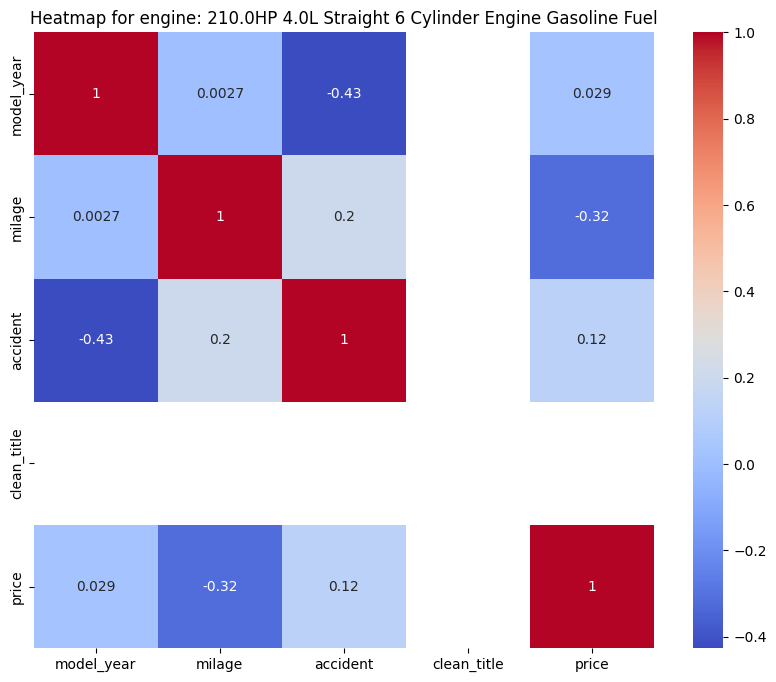 Heatmap for engine: 210.0HP 4.0L Straight 6 Cylinder Engine Gasoline Fuel
model_year 1 0.0027 -0.43 0.029
milage 0.0027 1 0.2 -0.32
accident -0.43 0.2 1 0.12
clean_title
price 0.029 -0.32 0.12 1
model_year milage accident clean_title price
1.0
0.8
0.6
0.4
0.2
0.0
−0.2
−0.4